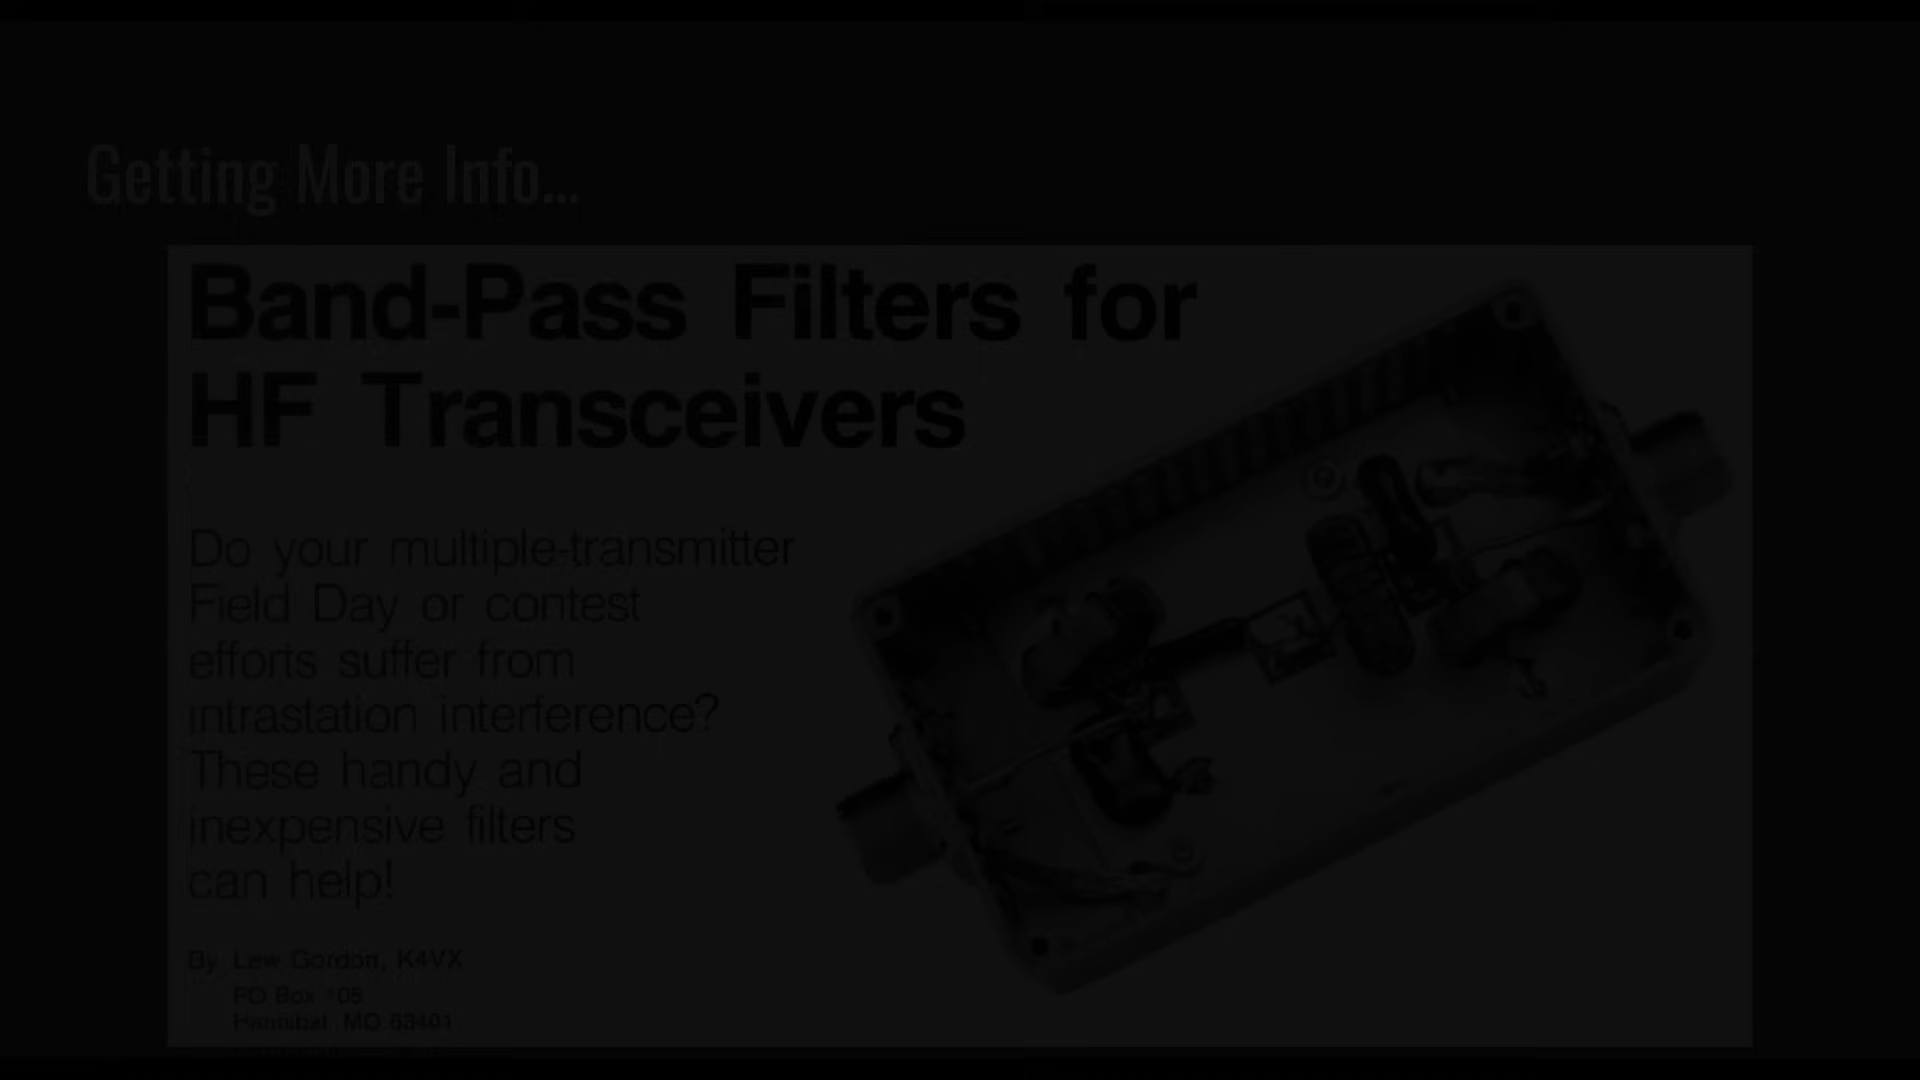 Getting More Info...
Band-Pass Filters for
HF Transceivers
Do your multiple-transmitter
Field Day or contest
efforts suffer from
intrastation interference?
These handy and
inexpensive filters
can help!
By Lew Gordon, K4VX
PO Box 105
Hannibal, MO 63401